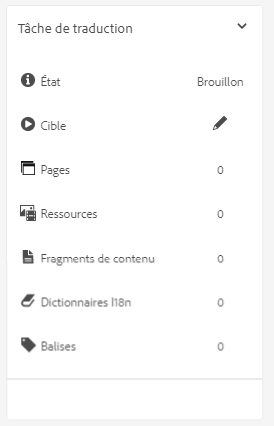 Tâche de traduction
État Brouillon
Cible
Pages 0
Ressources 0
Fragments de contenu 0
Dictionnaires I18n 0
Balises 0